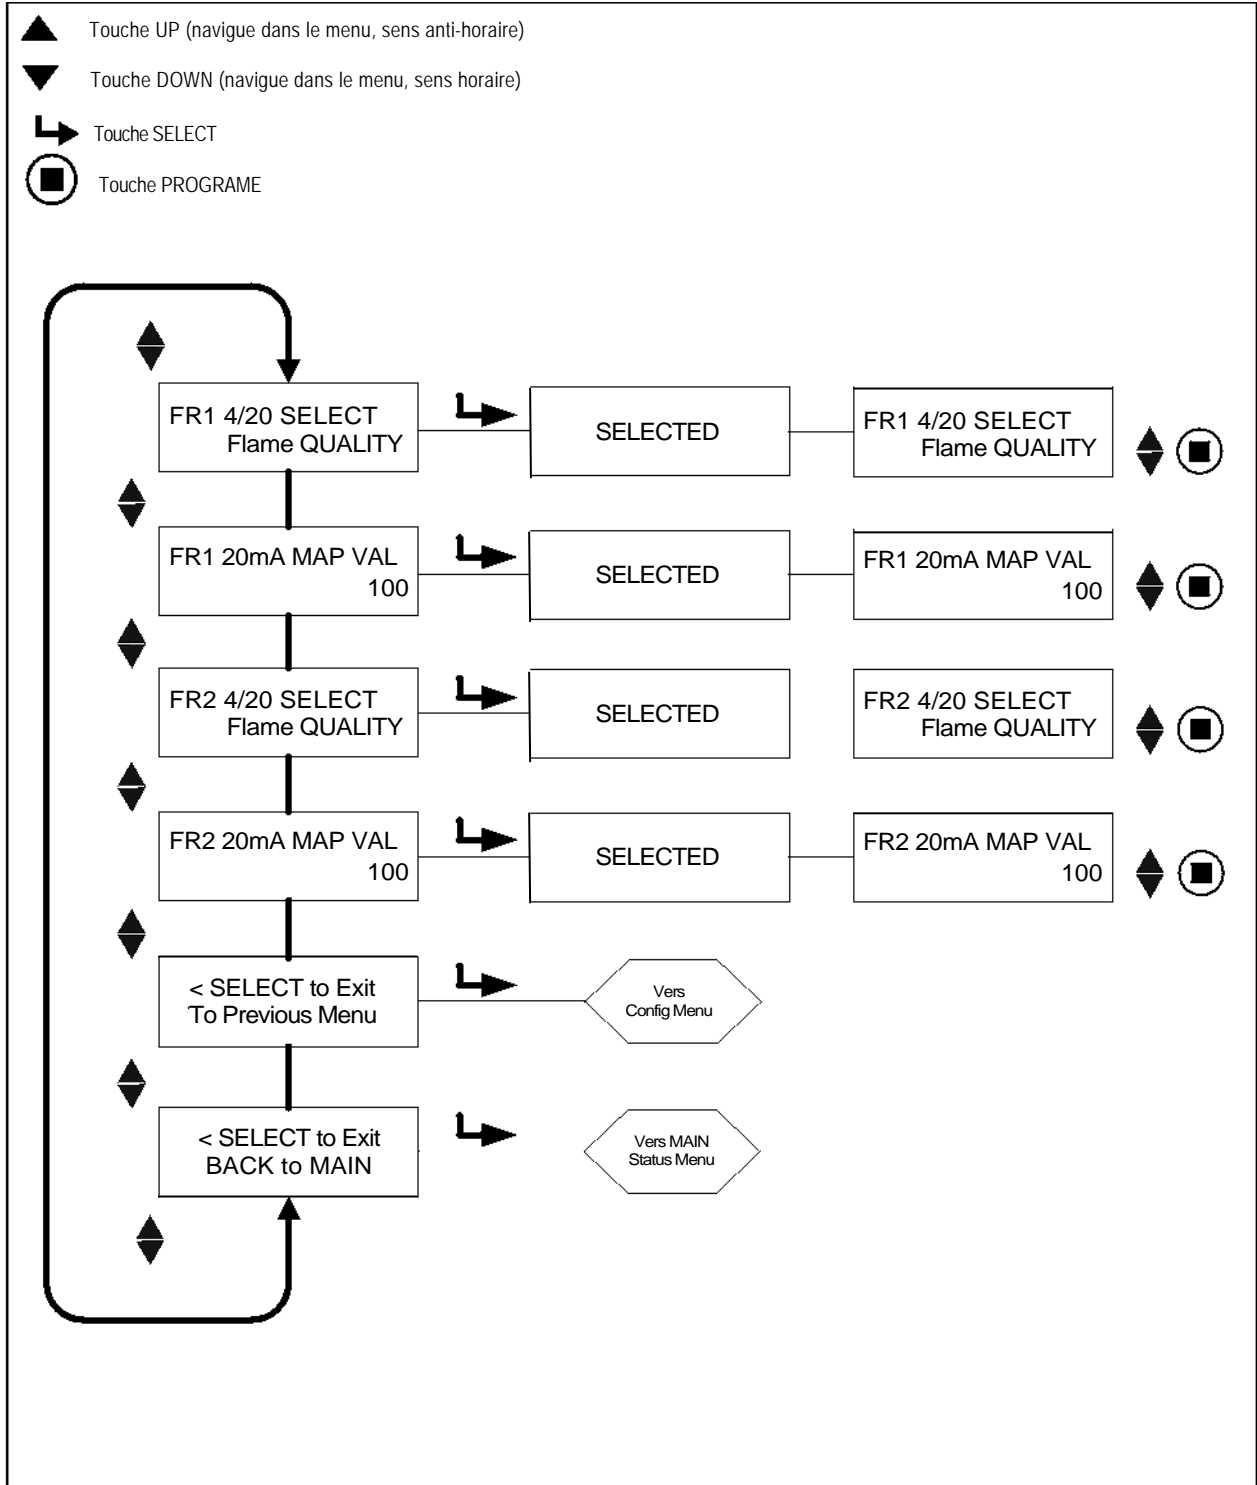 Touche UP (navigue dans le menu, sens anti-horaire)
Touche DOWN (navigue dans le menu, sens horaire)
Touche SELECT
Touche PROGRAME
FR1 4/20 SELECT
Flame QUALITY
SELECTED
FR1 4/20 SELECT
Flame QUALITY
FR1 20mA MAP VAL
100
SELECTED
FR1 20mA MAP VAL
100
FR2 4/20 SELECT
Flame QUALITY
SELECTED
FR2 4/20 SELECT
Flame QUALITY
FR2 20mA MAP VAL
100
SELECTED
FR2 20mA MAP VAL
100
< SELECT to Exit
To Previous Menu
Vers
Config Menu
< SELECT to Exit
BACK to MAIN
Vers MAIN
Status Menu